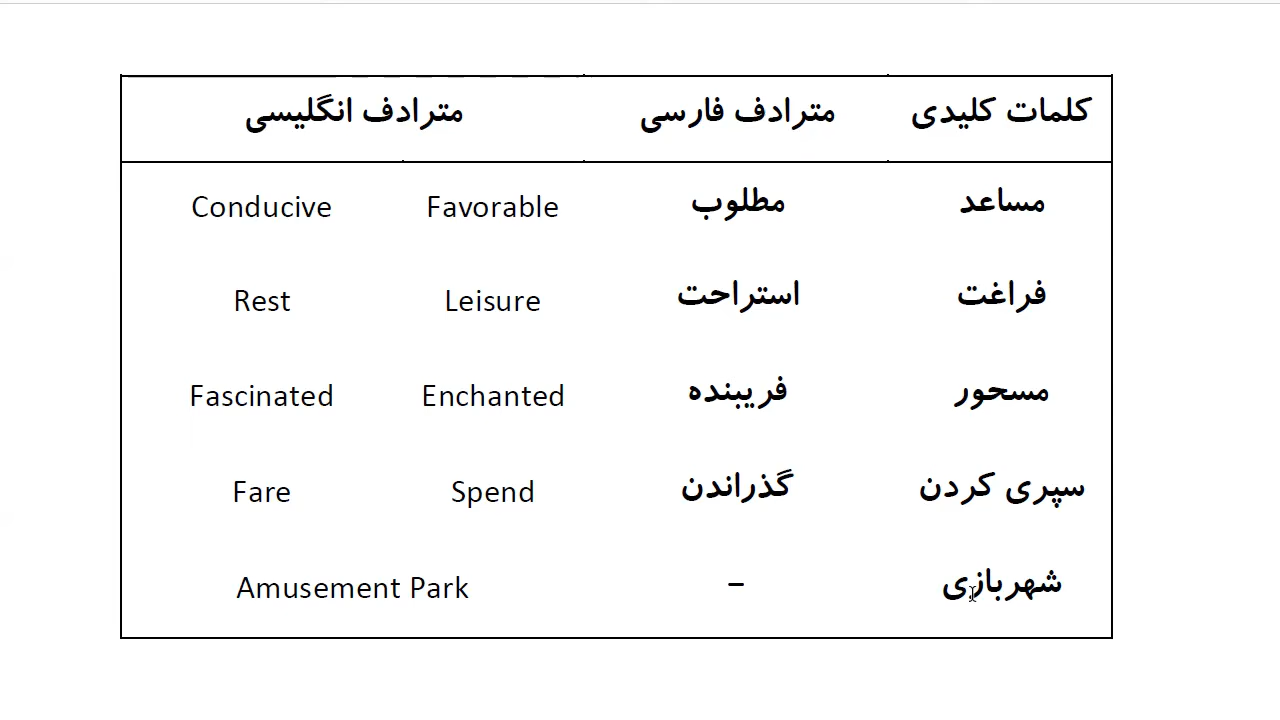 کلمات کلیدی مترادف فارسی مترادف انگلیسی
مساعد مطلوب Favorable Conducive
فراغت استراحت Leisure Rest
مسحور فریبنده Enchanted Fascinated
سپری کردن گذراندن Spend Fare
شهربازی – Amusement Park